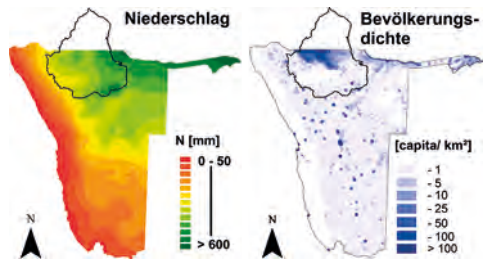 Niederschlag
N [mm]
0 - 50
> 600
N
Bevölkerungs-
dichte
[capita/ km²]
- 1
- 5
- 10
- 25
- 50
- 100
> 100
N